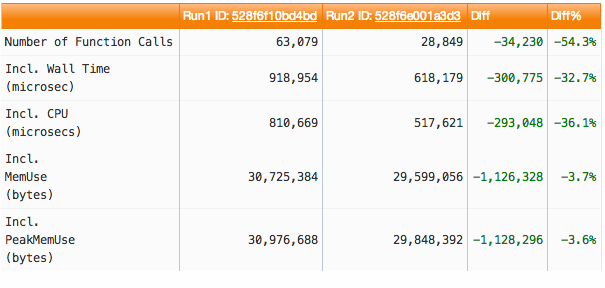 Run1 ID: 528f6f10bd4bd Run2 ID: 528f6e001a3d3 Diff Diff%
Number of Function Calls 63,079 28,849 -34,230 -54.3%
Incl. Wall Time
(microsec) 918,954 618,179 -300,775 -32.7%
Incl. CPU
(microsecs) 810,669 517,621 -293,048 -36.1%
Incl.
MemUse 30,725,384 29,599,056 -1,126,328 -3.7%
(bytes)
Incl.
PeakMemUse 30,976,688 29,848,392 -1,128,296 -3.6%
(bytes)